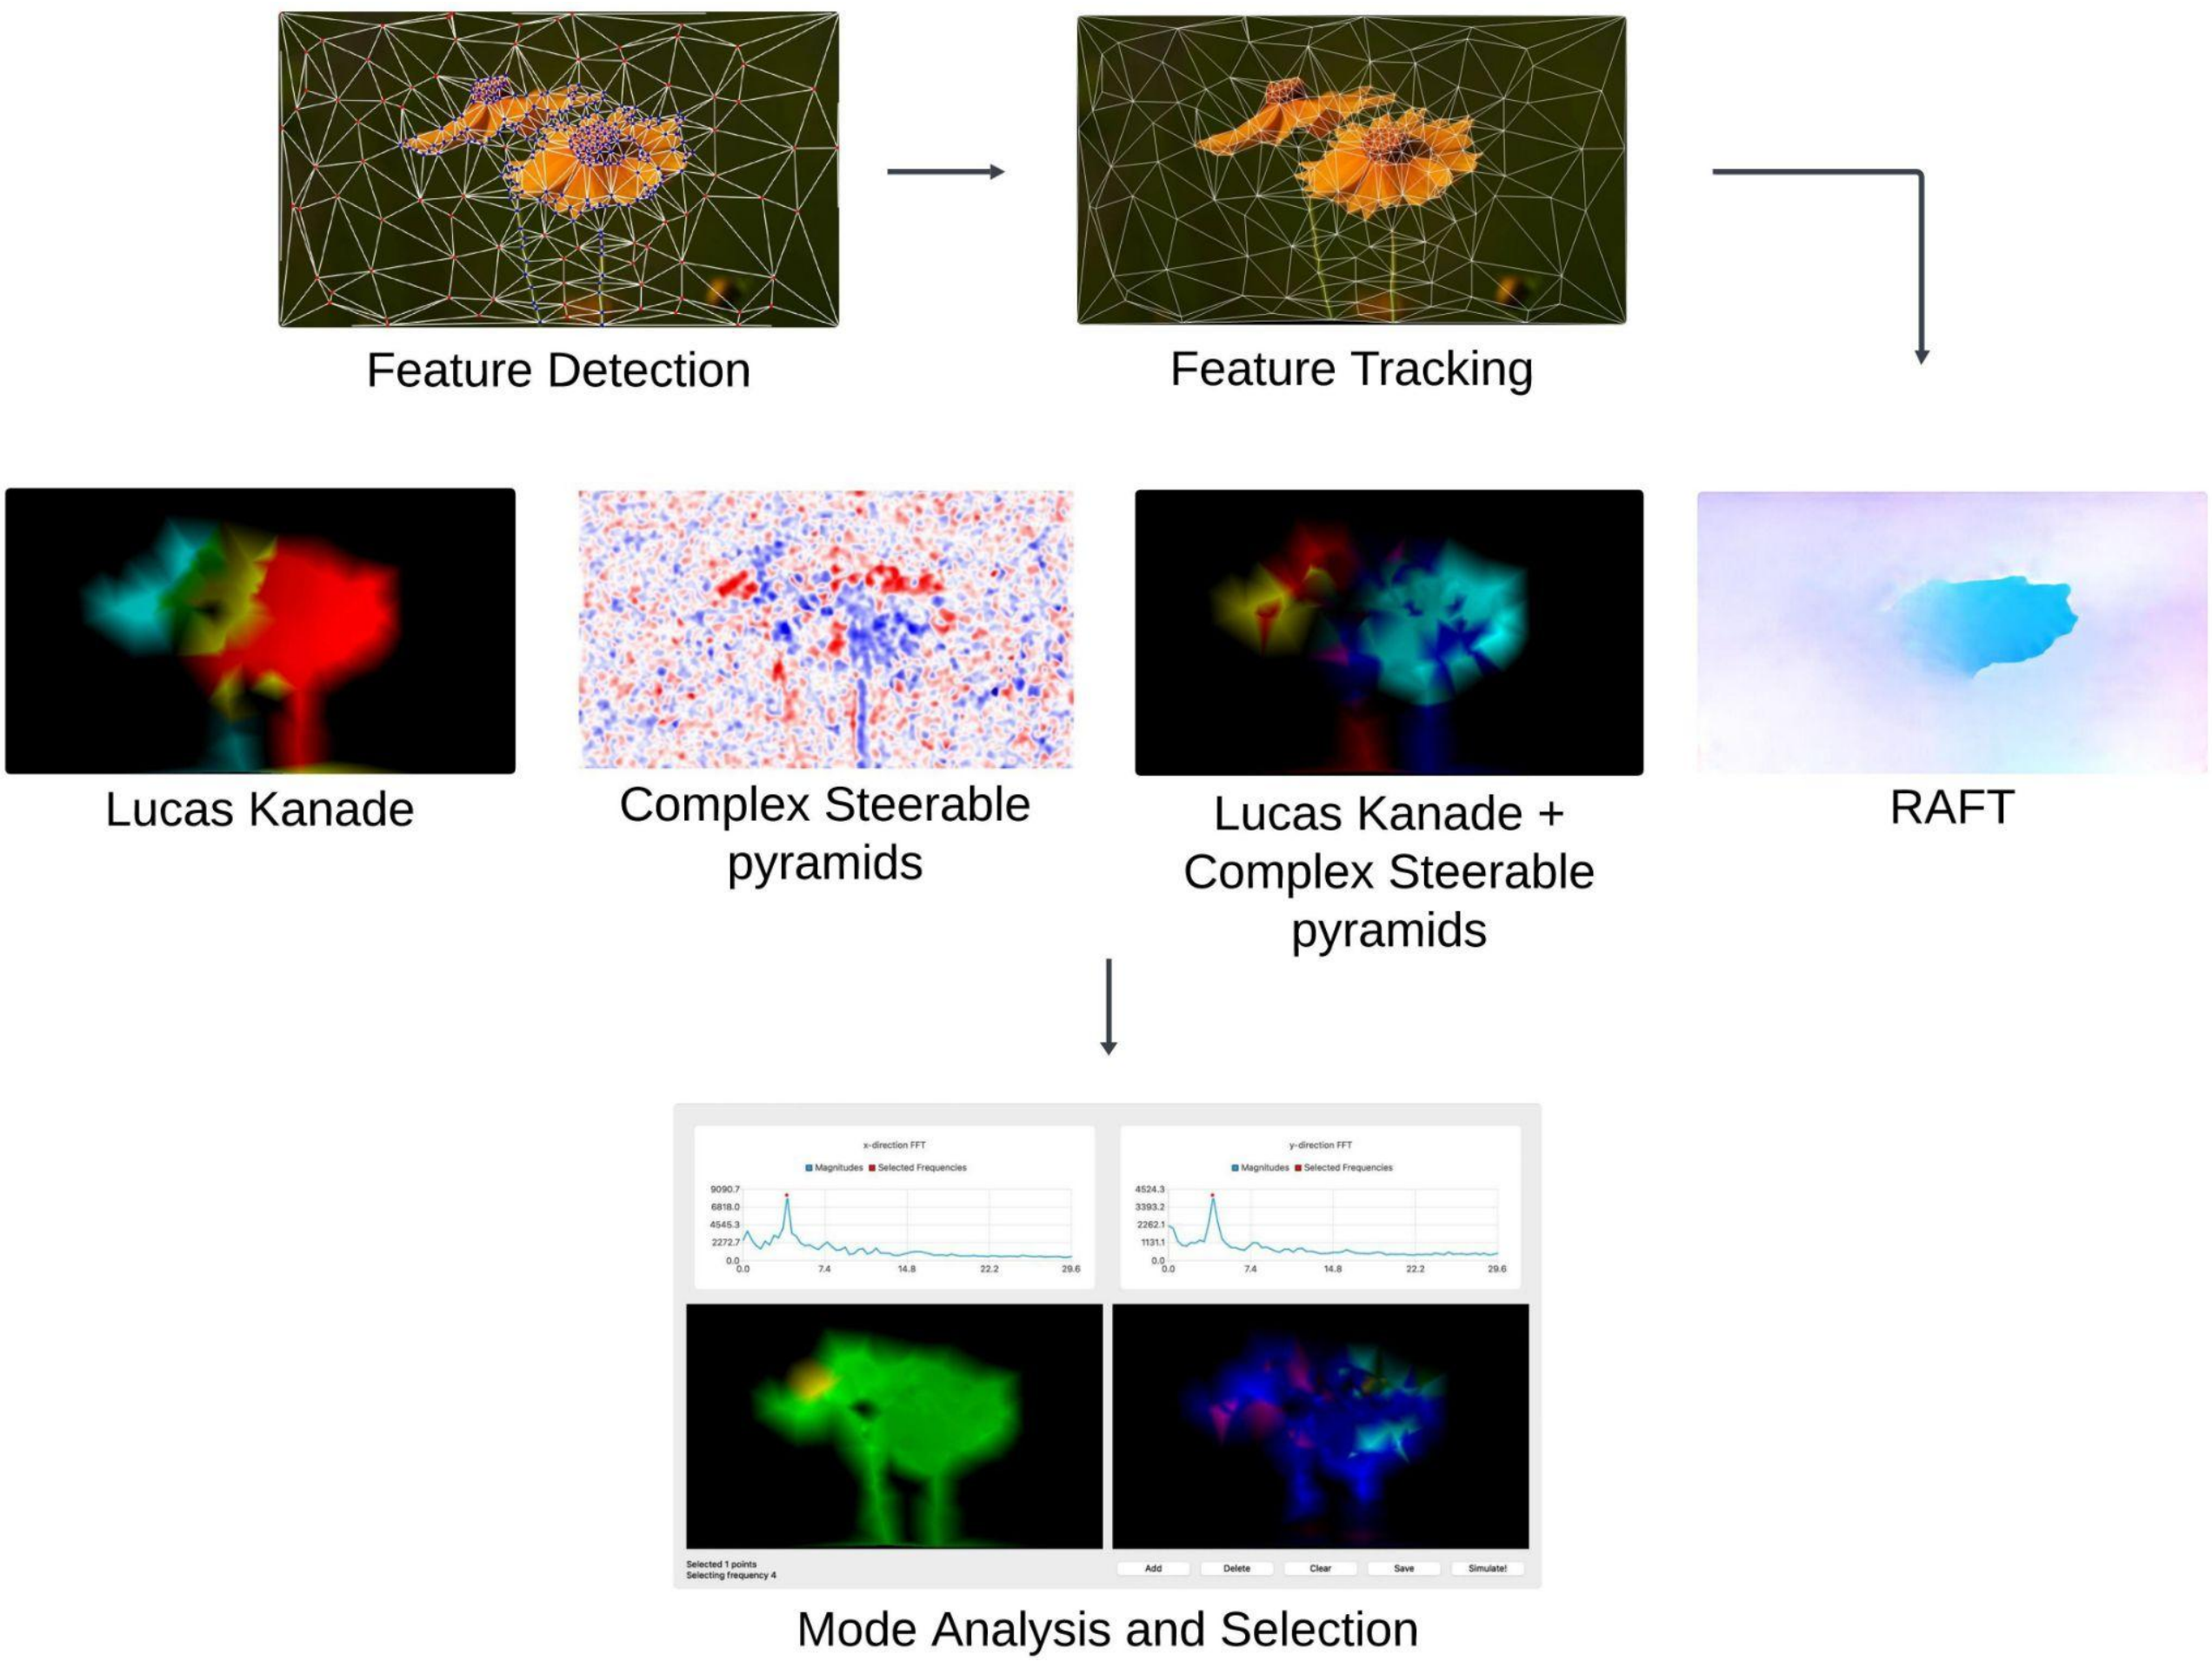 Feature Detection
Feature Tracking
Lucas Kanade
Complex Steerable
pyramids
Lucas Kanade +
Complex Steerable
pyramids
RAFT
x-direction FFT
Magnitudes Selected Frequencies
9090.7
6818.0
4545.3
2272.7
0.0
0.0 7.4 14.8 22.2 29.6
y-direction FFT
Magnitudes Selected Frequencies
4524.3
3393.2
2262.1
1131.1
0.0
0.0 7.4 14.8 22.2 29.6
Selected 1 points
Selecting frequency 4
Add Delete Clear Save Simulate!
Mode Analysis and Selection